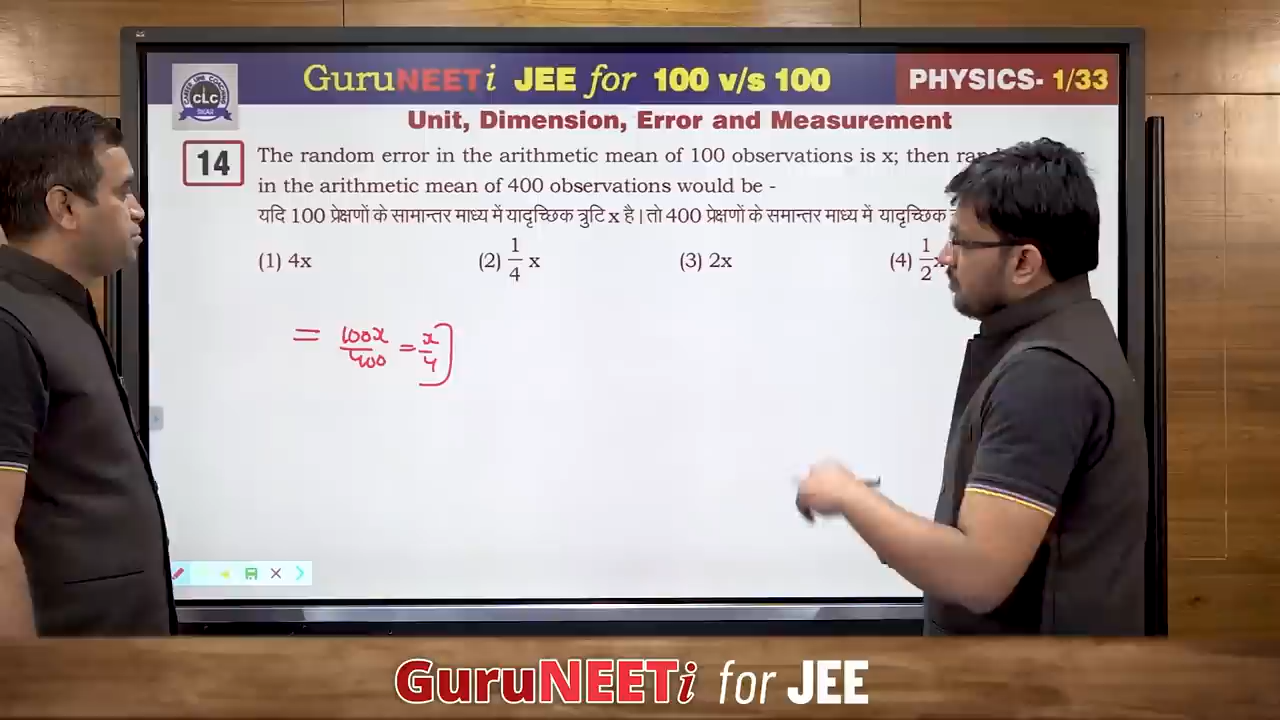 GuruNEETi JEE for 100 v/s 100
PHYSICS- 1/33
CLC
SIKAR
Unit, Dimension, Error and Measurement
14
The random error in the arithmetic mean of 100 observations is x; then
in the arithmetic mean of 400 observations would be -
यदि 100 प्रेक्षणों के सामान्तर माध्य में यादृच्छिक त्रुटि x है। तो 400 प्रेक्षणों के समान्तर माध्य में यादृच्छिक
(1) 4x (2) 1/4 x (3) 2x (4) 1/2 x
= 100x/400 = x/4
GuruNEETi for JEE